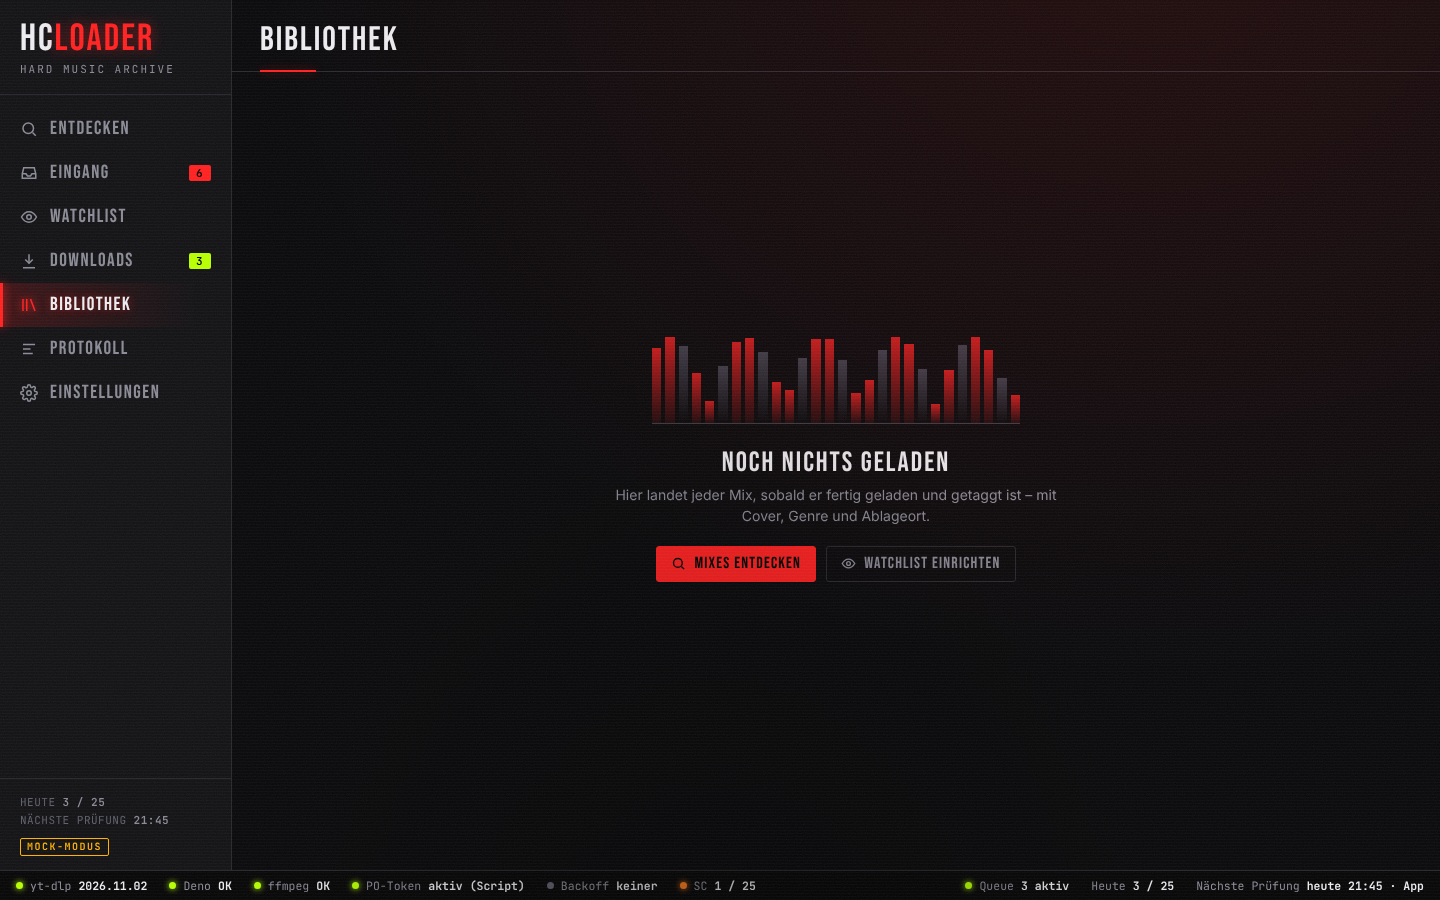 HCLOADER
HARD MUSIC ARCHIVE
ENTDECKEN
EINGANG 6
WATCHLIST
DOWNLOADS 3
BIBLIOTHEK
PROTOKOLL
EINSTELLUNGEN
HEUTE 3 / 25
NÄCHSTE PRÜFUNG 21:45
MOCK-MODUS
BIBLIOTHEK
NOCH NICHTS GELADEN
Hier landet jeder Mix, sobald er fertig geladen und getaggt ist – mit
Cover, Genre und Ablageort.
MIXES ENTDECKEN WATCHLIST EINRICHTEN
yt-dlp 2026.11.02 Deno OK ffmpeg OK PO-Token aktiv (Script) Backoff keiner SC 1 / 25 Queue 3 aktiv Heute 3 / 25 Nächste Prüfung heute 21:45 · App